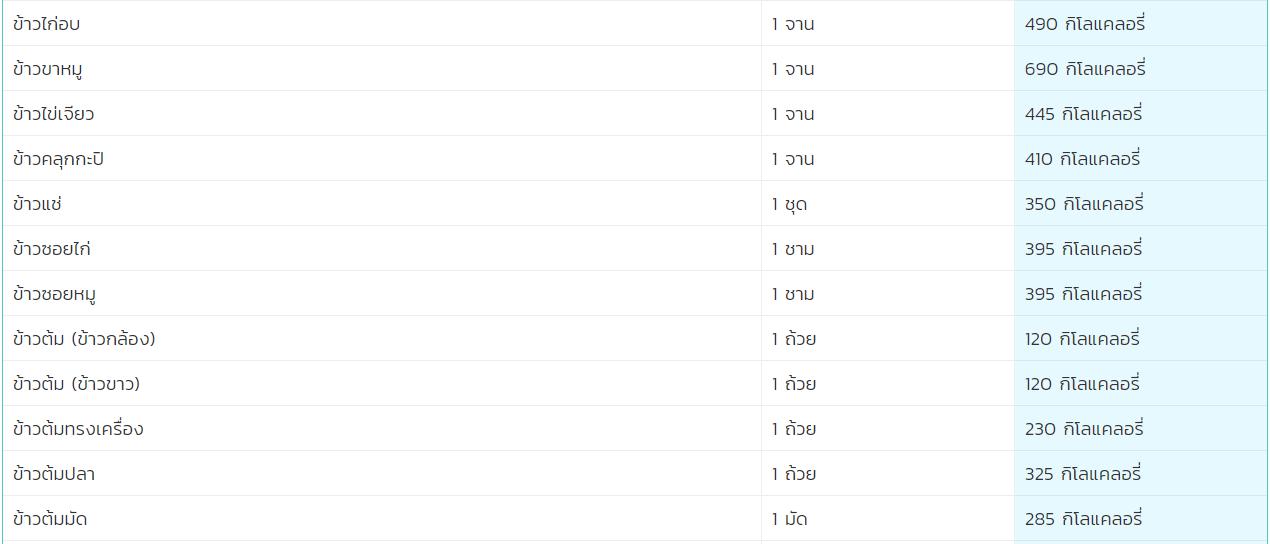 ข้าวไก่อบ 1 จาน 490 กิโลแคลอรี่
ข้าวขาหมู 1 จาน 690 กิโลแคลอรี่
ข้าวไข่เจียว 1 จาน 445 กิโลแคลอรี่
ข้าวคลุกกะปิ 1 จาน 410 กิโลแคลอรี่
ข้าวแช่ 1 ชุด 350 กิโลแคลอรี่
ข้าวซอยไก่ 1 ชาม 395 กิโลแคลอรี่
ข้าวซอยหมู 1 ชาม 395 กิโลแคลอรี่
ข้าวต้ม (ข้าวกล้อง) 1 ถ้วย 120 กิโลแคลอรี่
ข้าวต้ม (ข้าวขาว) 1 ถ้วย 120 กิโลแคลอรี่
ข้าวต้มทรงเครื่อง 1 ถ้วย 230 กิโลแคลอรี่
ข้าวต้มปลา 1 ถ้วย 325 กิโลแคลอรี่
ข้าวต้มมัด 1 มัด 285 กิโลแคลอรี่